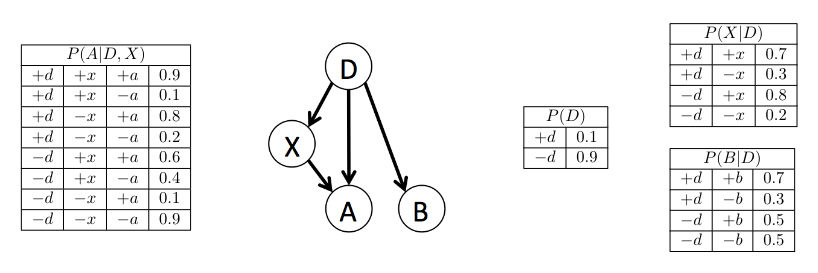 P(A|D, X)
+d +x +a 0.9
+d +x −a 0.1
+d −x +a 0.8
+d −x −a 0.2
−d +x +a 0.6
−d +x −a 0.4
−d −x +a 0.1
−d −x −a 0.9
D
X
A
B
P(D)
+d 0.1
−d 0.9
P(X|D)
+d +x 0.7
+d −x 0.3
−d +x 0.8
−d −x 0.2
P(B|D)
+d +b 0.7
+d −b 0.3
−d +b 0.5
−d −b 0.5